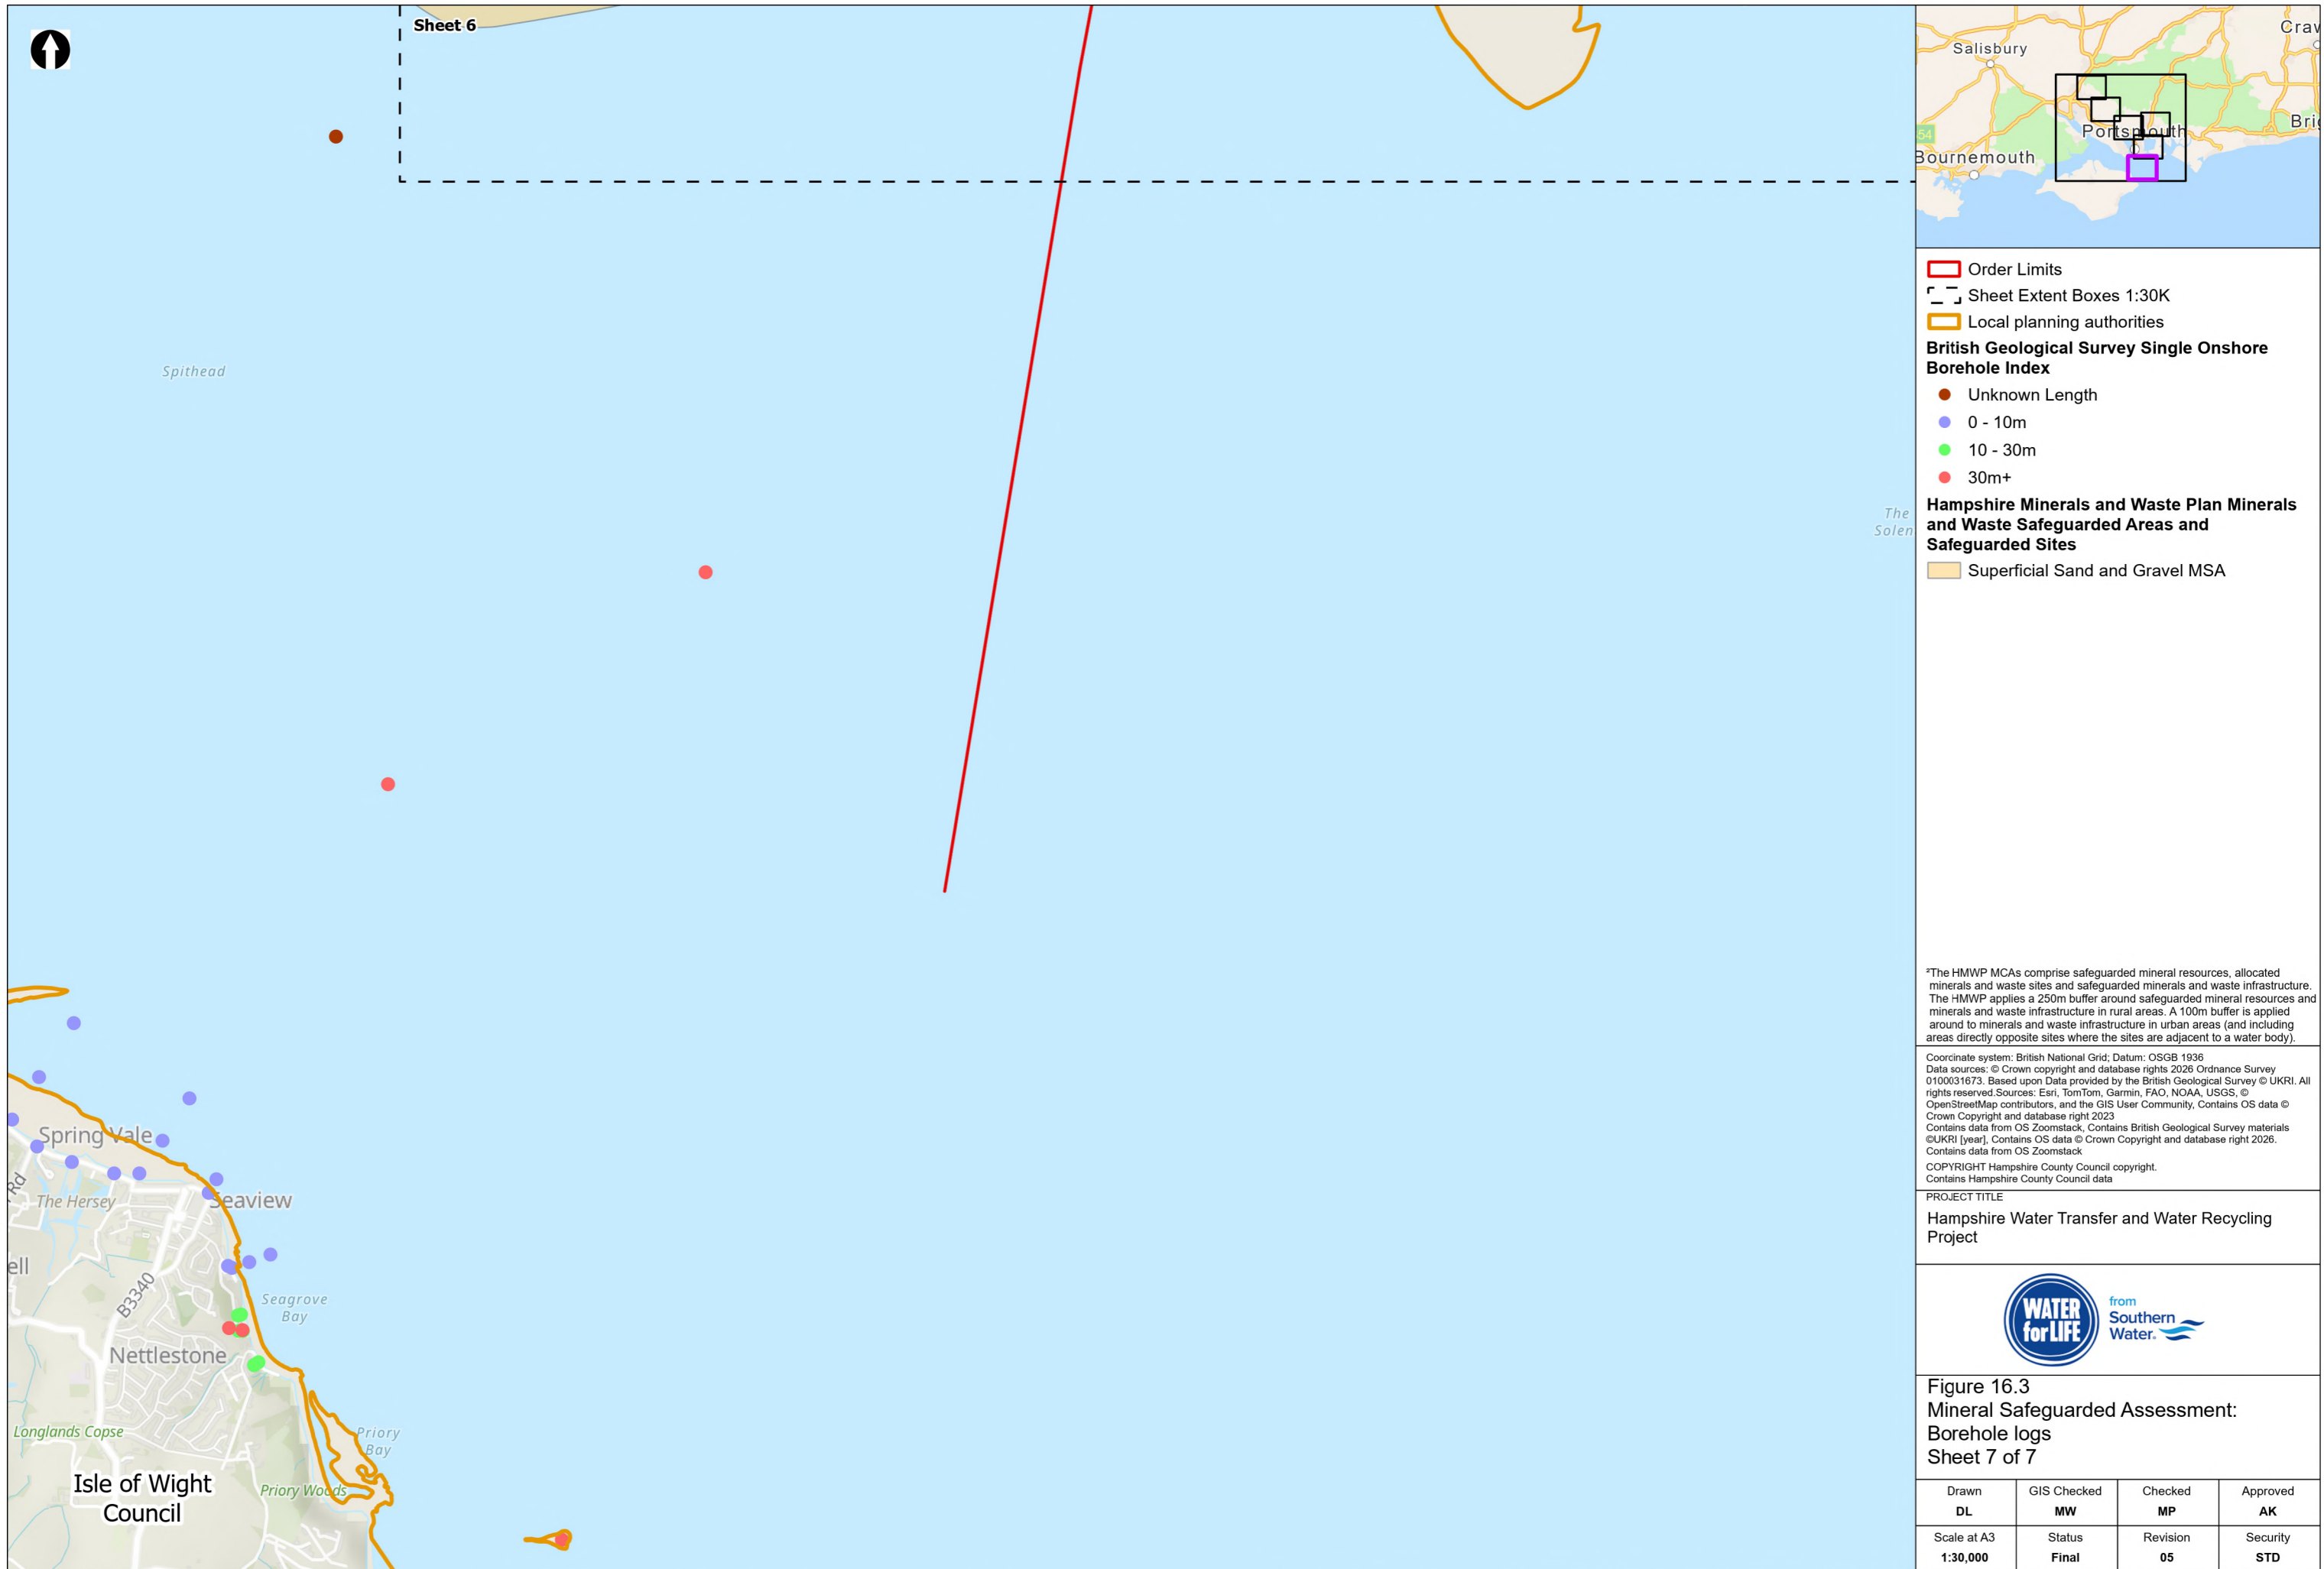 Sheet 6
Spithead
The
Solen
Spring Vale
Rd
The Hersey
Seaview
ell
B3340
Seagrove
Bay
Nettlestone
Longlands Copse
Priory
Bay
Isle of Wight
Council
Priory Woods
Salisbury
Craw
54
Portsmouth
Brig
Bournemouth
Order Limits
Sheet Extent Boxes 1:30K
Local planning authorities
British Geological Survey Single Onshore
Borehole Index
Unknown Length
0 - 10m
10 - 30m
30m+
Hampshire Minerals and Waste Plan Minerals
and Waste Safeguarded Areas and
Safeguarded Sites
Superficial Sand and Gravel MSA
²The HMWP MCAs comprise safeguarded mineral resources, allocated
minerals and waste sites and safeguarded minerals and waste infrastructure.
The HMWP applies a 250m buffer around safeguarded mineral resources and
minerals and waste infrastructure in rural areas. A 100m buffer is applied
around to minerals and waste infrastructure in urban areas (and including
areas directly opposite sites where the sites are adjacent to a water body).
Coordinate system: British National Grid; Datum: OSGB 1936
Data sources: © Crown copyright and database rights 2026 Ordnance Survey
0100031673. Based upon Data provided by the British Geological Survey © UKRI. All
rights reserved.Sources: Esri, TomTom, Garmin, FAO, NOAA, USGS, ©
OpenStreetMap contributors, and the GIS User Community, Contains OS data ©
Crown Copyright and database right 2023
Contains data from OS Zoomstack, Contains British Geological Survey materials
©UKRI [year], Contains OS data © Crown Copyright and database right 2026.
Contains data from OS Zoomstack
COPYRIGHT Hampshire County Council copyright.
Contains Hampshire County Council data
PROJECT TITLE
Hampshire Water Transfer and Water Recycling
Project
WATER
for LIFE
from
Southern
Water.
Figure 16.3
Mineral Safeguarded Assessment:
Borehole logs
Sheet 7 of 7
Drawn GIS Checked Checked Approved
DL MW MP AK
Scale at A3 Status Revision Security
1:30,000 Final 05 STD